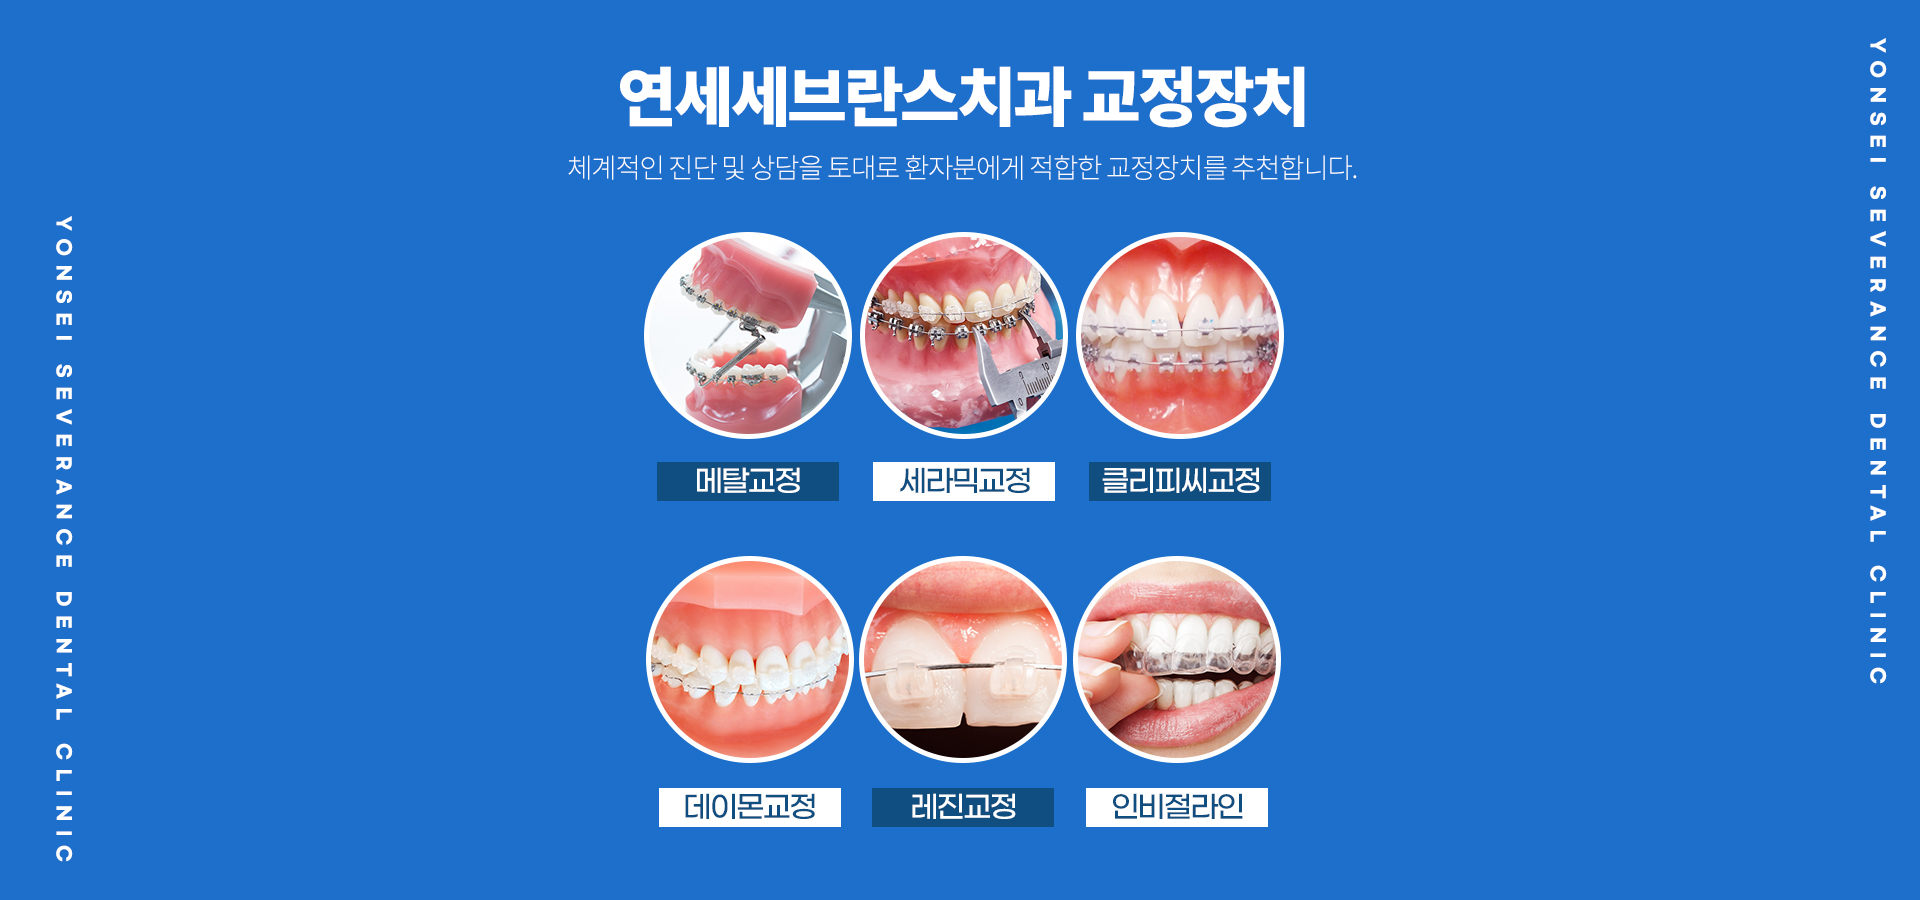 연세세브란스치과 교정장치
체계적인 진단 및 상담을 토대로 환자분에게 적합한 교정장치를 추천합니다.
메탈교정
세라믹교정
클리피씨교정
데이몬교정
레진교정
인비절라인
YONSEI SEVERANCE DENTAL CLINIC
YONSEI SEVERANCE DENTAL CLINIC